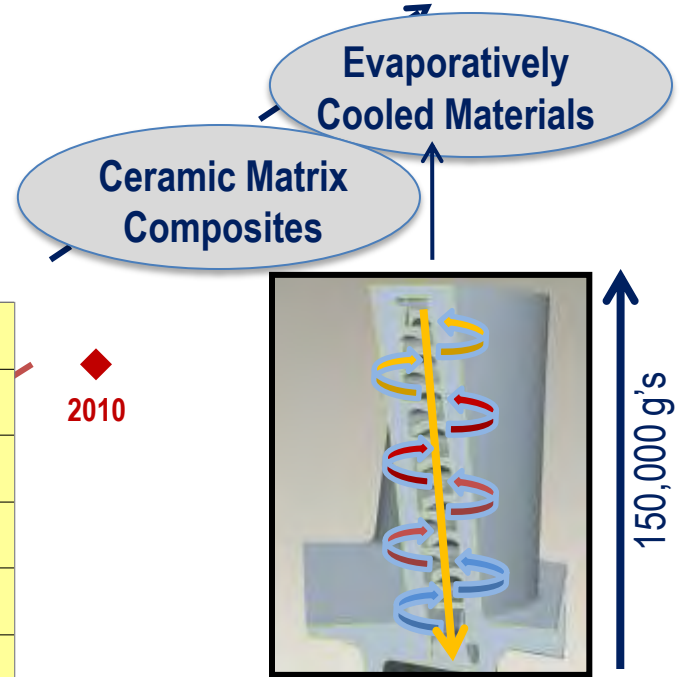 Evaporatively
Cooled Materials
Ceramic Matrix
Composites
2010
150,000 g's